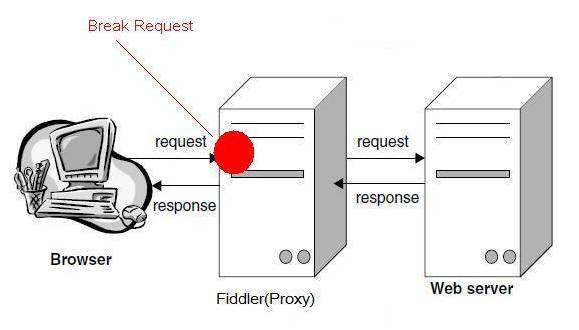 Break Request
request
request
response
response
Browser
Fiddler(Proxy)
Web server